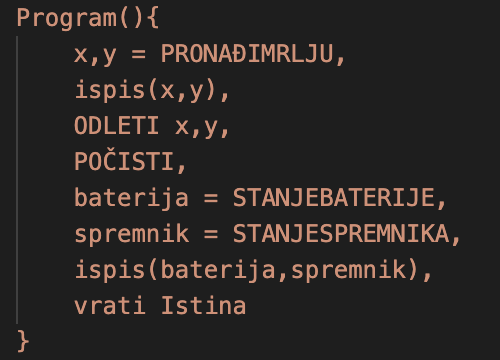 Program(){
x,y = PRONAĐIMRLJU,
ispis(x,y),
ODLETI x,y,
POČISTI,
baterija = STANJEBATERIJE,
spremnik = STANJESPREMNIKA,
ispis(baterija,spremnik),
vrati Istina
}